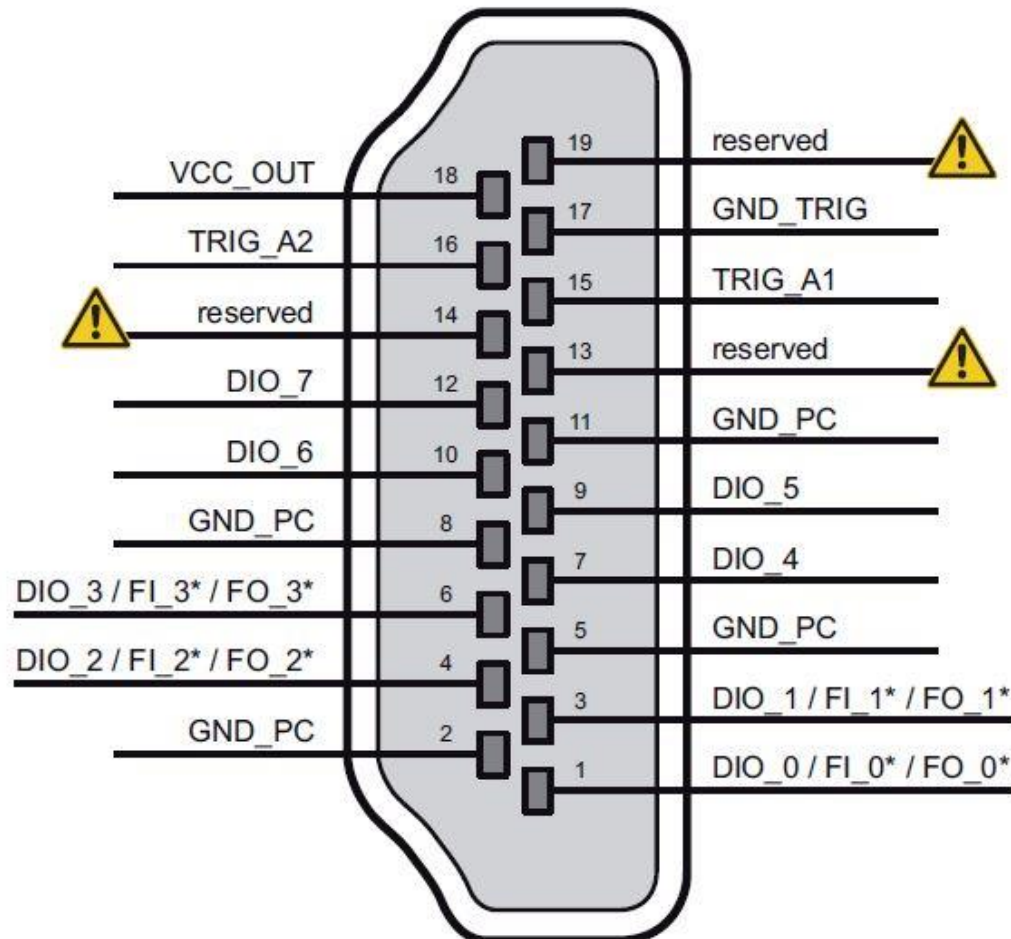 19 reserved
VCC_OUT 18
17 GND_TRIG
TRIG_A2 16
15 TRIG_A1
reserved 14
13 reserved
DIO_7 12
11 GND_PC
DIO_6 10
9 DIO_5
GND_PC 8
7 DIO_4
DIO_3 / FI_3* / FO_3* 6
5 GND_PC
DIO_2 / FI_2* / FO_2* 4
3 DIO_1 / FI_1* / FO_1*
GND_PC 2
1 DIO_0 / FI_0* / FO_0*